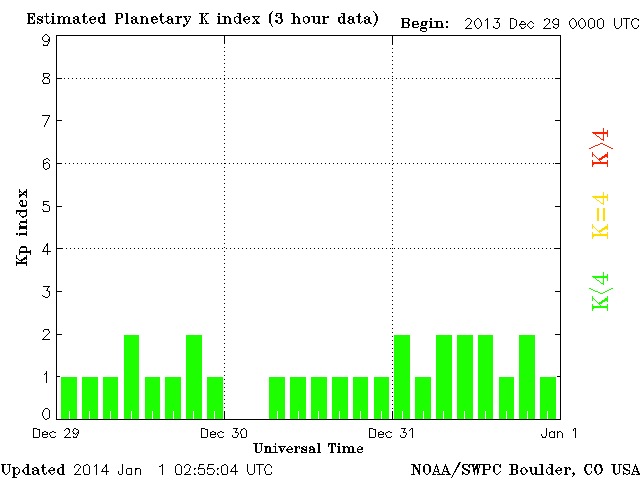 Estimated Planetary K index (3 hour data) Begin: 2013 Dec 29 0000 UTC
9
8
7
6
5
4
3
2
1
0
Kp index
K>4
K=4
K<4
Dec 29 Dec 30 Dec 31 Jan 1
Universal Time
Updated 2014 Jan 1 02:55:04 UTC NOAA/SWPC Boulder, CO USA